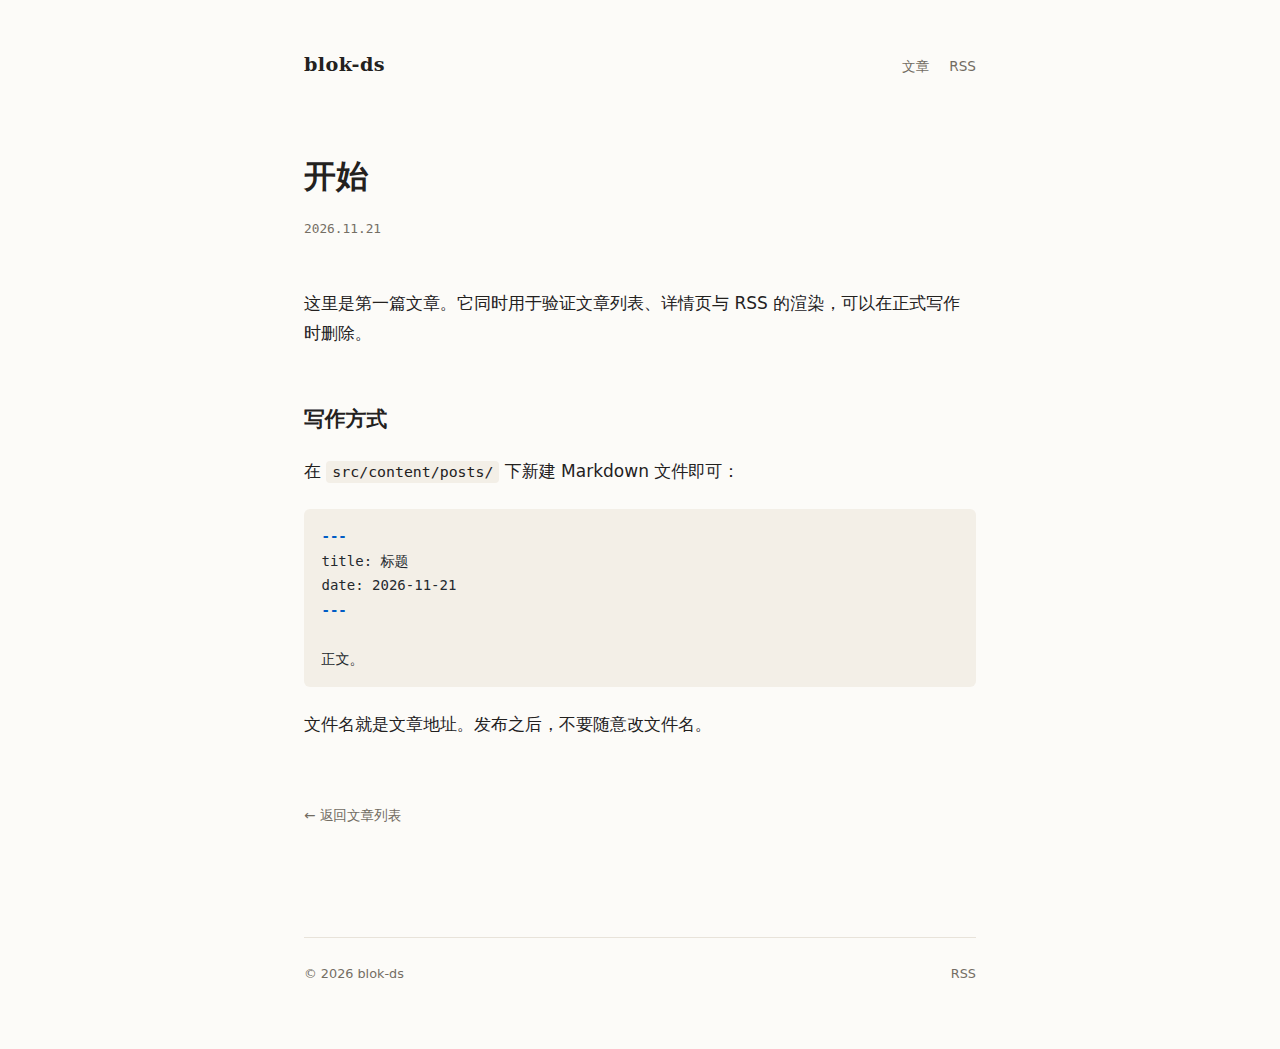 blok-ds
文章 RSS
开始
2026.11.21
这里是第一篇文章。它同时用于验证文章列表、详情页与 RSS 的渲染，可以在正式写作
时删除。
写作方式
在 src/content/posts/ 下新建 Markdown 文件即可：
---
title: 标题
date: 2026-11-21
---
正文。
文件名就是文章地址。发布之后，不要随意改文件名。
← 返回文章列表
© 2026 blok-ds
RSS